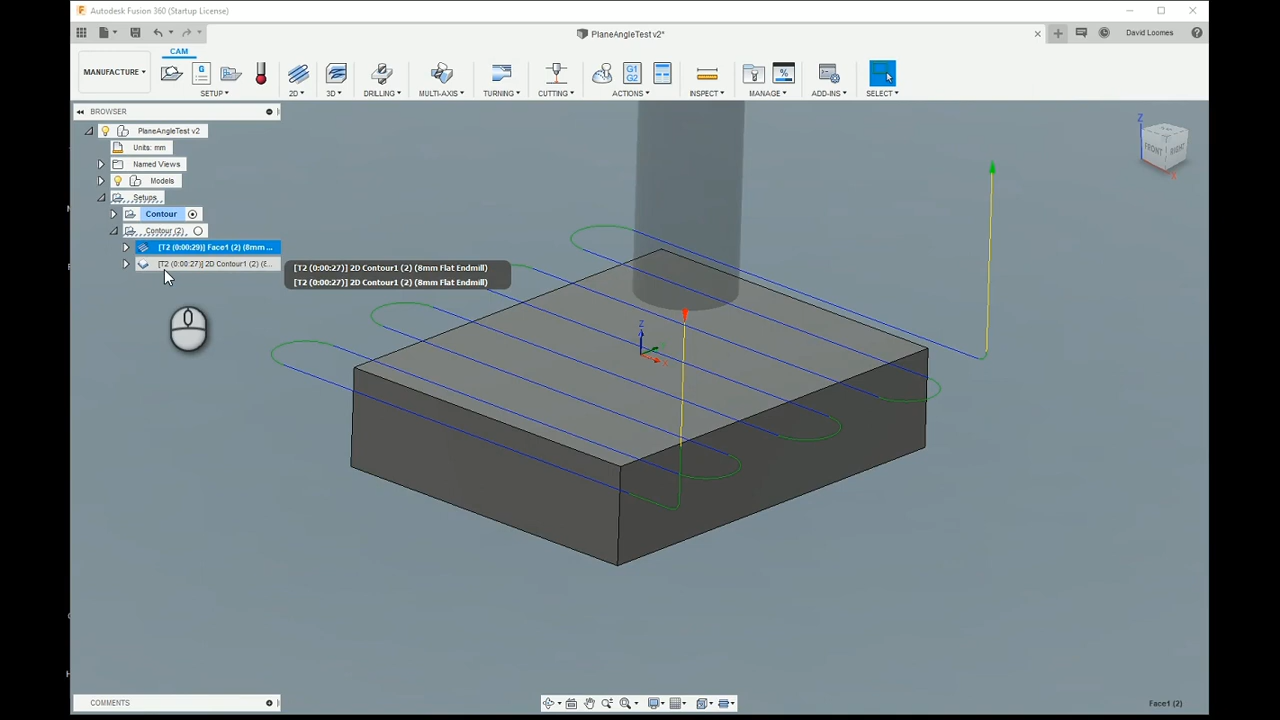 Autodesk Fusion 360 (Startup License)
PlaneAngleTest v2*
David Loomes
CAM
MANUFACTURE
SETUP
2D
3D
DRILLING
MULTI-AXIS
TURNING
CUTTING
ACTIONS
INSPECT
MANAGE
ADD-INS
SELECT
G
G1
G2
%
BROWSER
PlaneAngleTest v2
Units: mm
Named Views
Models
Setups
Contour
Contour (2)
[T2 (0:00:29)] Face1 (2) (8mm ...
[T2 (0:00:27)] 2D Contour1 (2) (8...
[T2 (0:00:27)] 2D Contour1 (2) (8mm Flat Endmill)
[T2 (0:00:27)] 2D Contour1 (2) (8mm Flat Endmill)
Z
FRONT
RIGHT
X
Z
X
COMMENTS
Face1 (2)